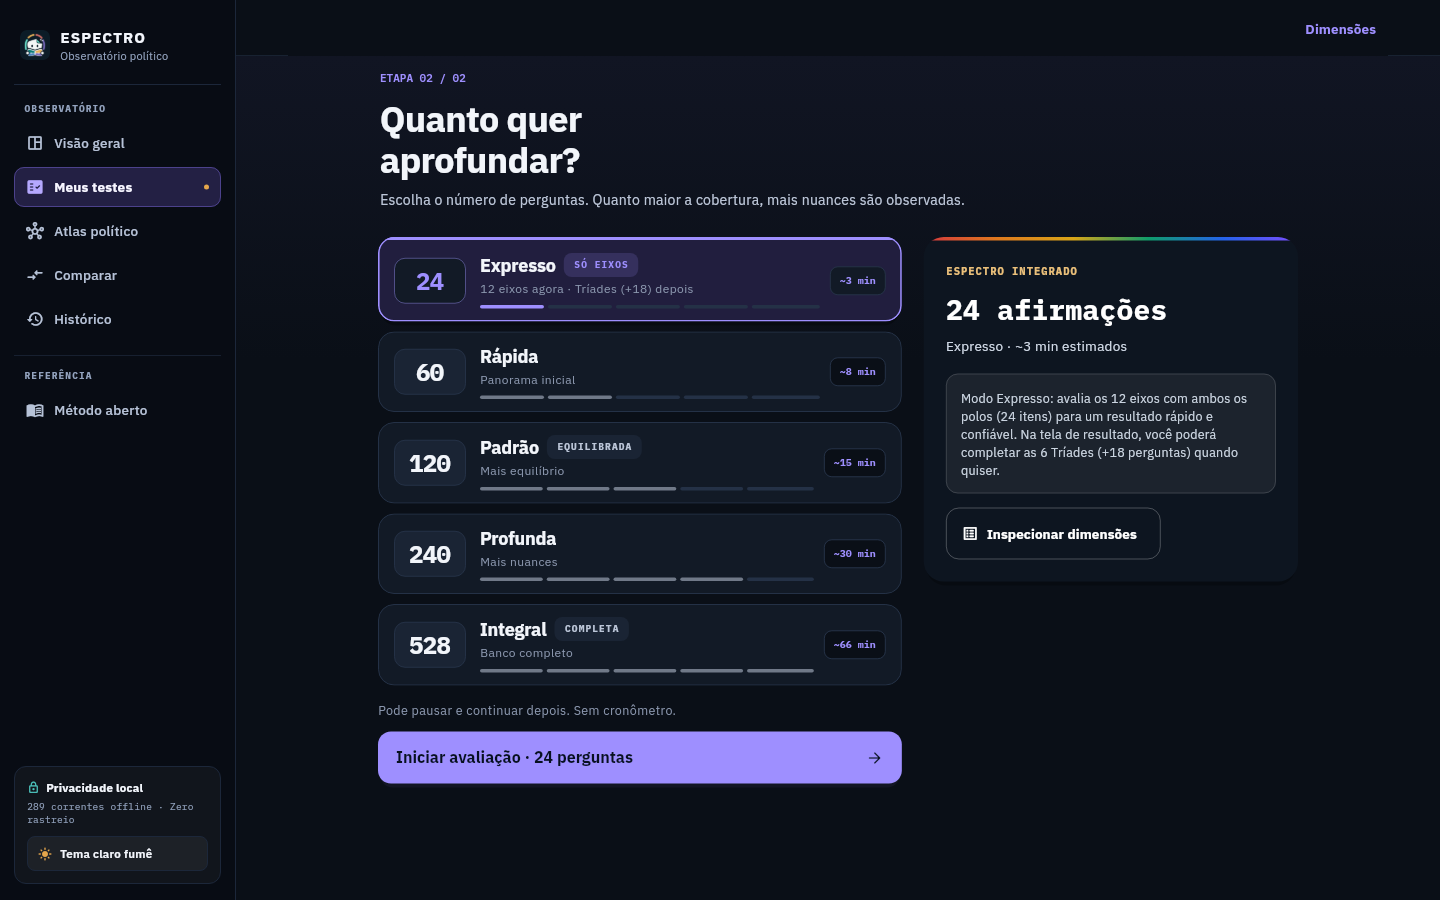 ESPECTRO
Observatório político
OBSERVATÓRIO
Visão geral
Meus testes
Atlas político
Comparar
Histórico
REFERÊNCIA
Método aberto
Privacidade local
289 correntes offline · Zero
rastreio
Tema claro fumê
Dimensões
ETAPA 02 / 02
Quanto quer
aprofundar?
Escolha o número de perguntas. Quanto maior a cobertura, mais nuances são observadas.
24
Expresso
SÓ EIXOS
12 eixos agora · Tríades (+18) depois
~3 min
60
Rápida
Panorama inicial
~8 min
120
Padrão
EQUILIBRADA
Mais equilíbrio
~15 min
240
Profunda
Mais nuances
~30 min
528
Integral
COMPLETA
Banco completo
~66 min
Pode pausar e continuar depois. Sem cronômetro.
Iniciar avaliação · 24 perguntas
ESPECTRO INTEGRADO
24 afirmações
Expresso · ~3 min estimados
Modo Expresso: avalia os 12 eixos com ambos os
polos (24 itens) para um resultado rápido e
confiável. Na tela de resultado, você poderá
completar as 6 Tríades (+18 perguntas) quando
quiser.
Inspecionar dimensões